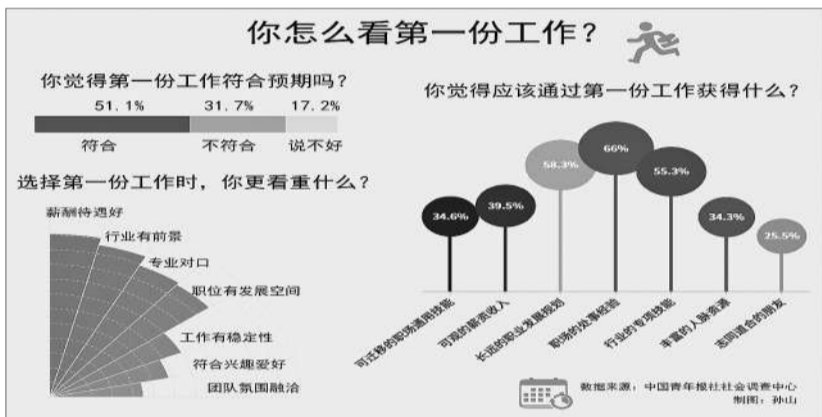 你怎么看第一份工作？
你觉得第一份工作符合预期吗？
51.1% 31.7% 17.2%
符合 不符合 说不好
选择第一份工作时，你更看重什么？
薪酬待遇好
行业有前景
专业对口
职位有发展空间
工作有稳定性
符合兴趣爱好
团队氛围融洽
你觉得应该通过第一份工作获得什么？
34.6%
39.5%
58.3%
66%
55.3%
34.3%
25.5%
可迁移的职场通用技能
可观的薪资收入
长远的职业发展规划
职场的处事经验
行业的专项技能
丰富的人脉资源
志同道合的朋友
数据来源：中国青年报社社会调查中心
制图：孙山